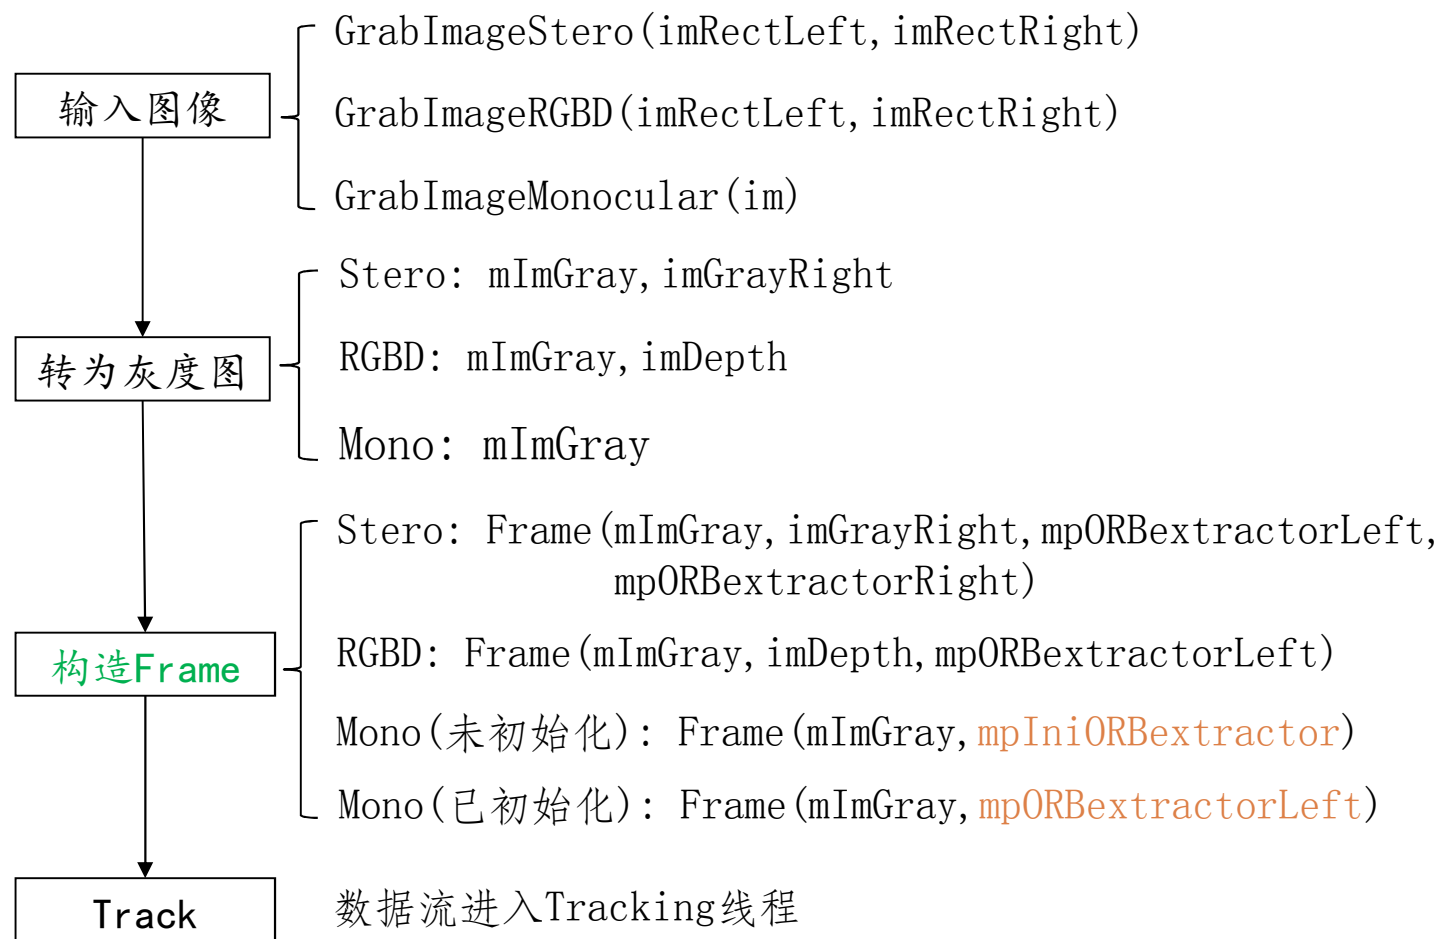 输入图像
GrabImageStero(imRectLeft,imRectRight)
GrabImageRGBD(imRectLeft,imRectRight)
GrabImageMonocular(im)
转为灰度图
Stero: mImGray,imGrayRight
RGBD: mImGray,imDepth
Mono: mImGray
构造Frame
Stero: Frame(mImGray,imGrayRight,mpORBextractorLeft,
mpORBextractorRight)
RGBD: Frame(mImGray,imDepth,mpORBextractorLeft)
Mono(未初始化): Frame(mImGray,mpIniORBextractor)
Mono(已初始化): Frame(mImGray,mpORBextractorLeft)
Track
数据流进入Tracking线程